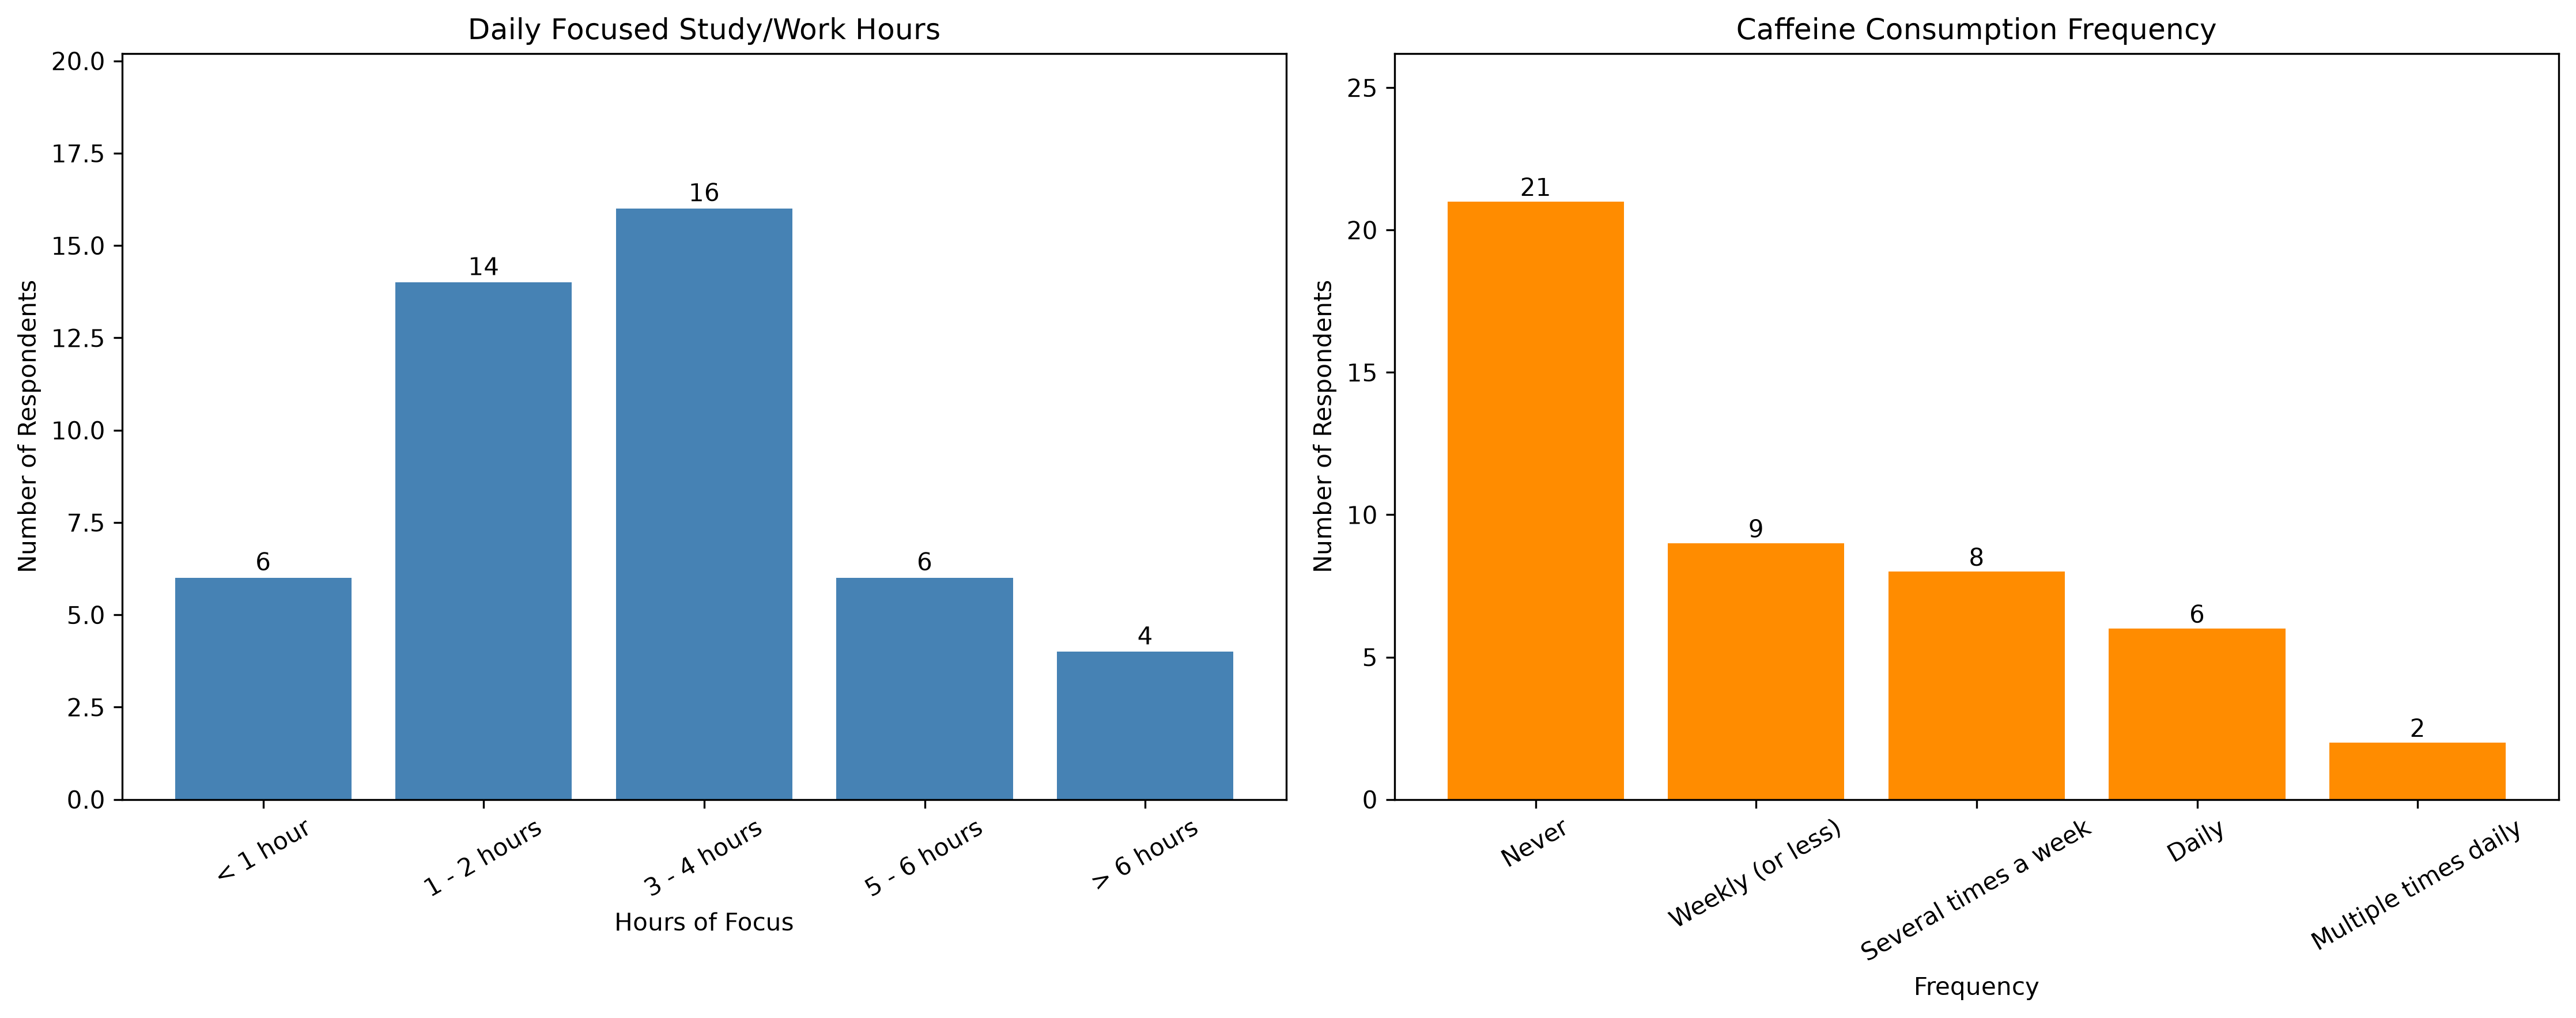 Daily Focused Study/Work Hours
20.0
17.5
15.0
12.5
10.0
7.5
5.0
2.5
0.0
Number of Respondents
6
14
16
6
4
< 1 hour
1 - 2 hours
3 - 4 hours
5 - 6 hours
> 6 hours
Hours of Focus
Caffeine Consumption Frequency
25
20
15
10
5
0
Number of Respondents
21
9
8
6
2
Never
Weekly (or less)
Several times a week
Daily
Multiple times daily
Frequency